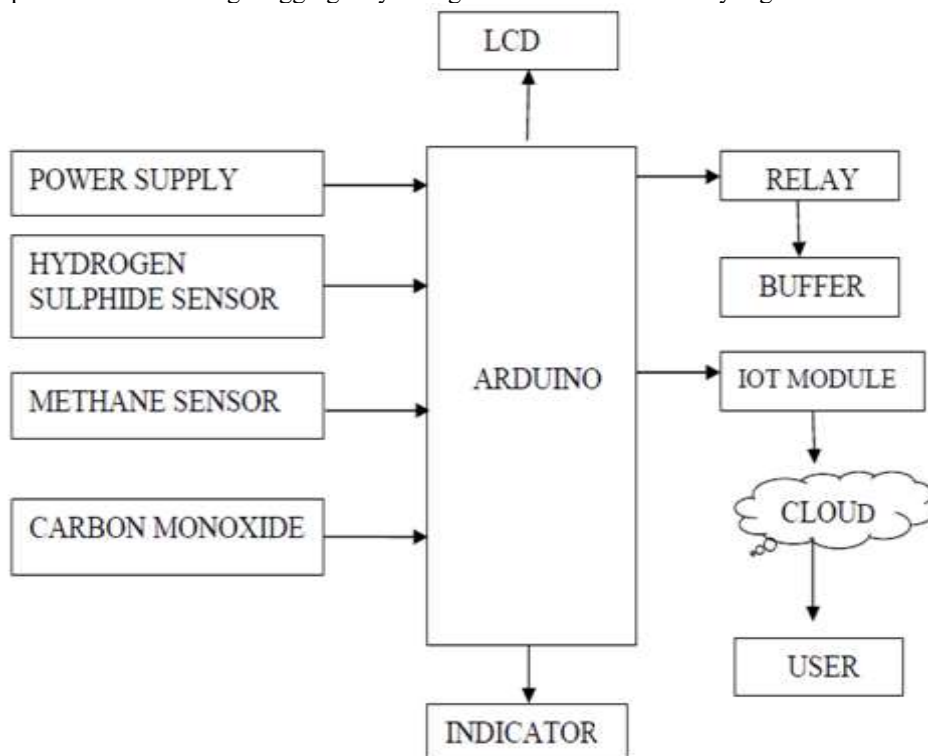 LCD
POWER SUPPLY
HYDROGEN
SULPHIDE SENSOR
METHANE SENSOR
CARBON MONOXIDE
ARDUINO
RELAY
BUFFER
IOT MODULE
CLOUD
USER
INDICATOR